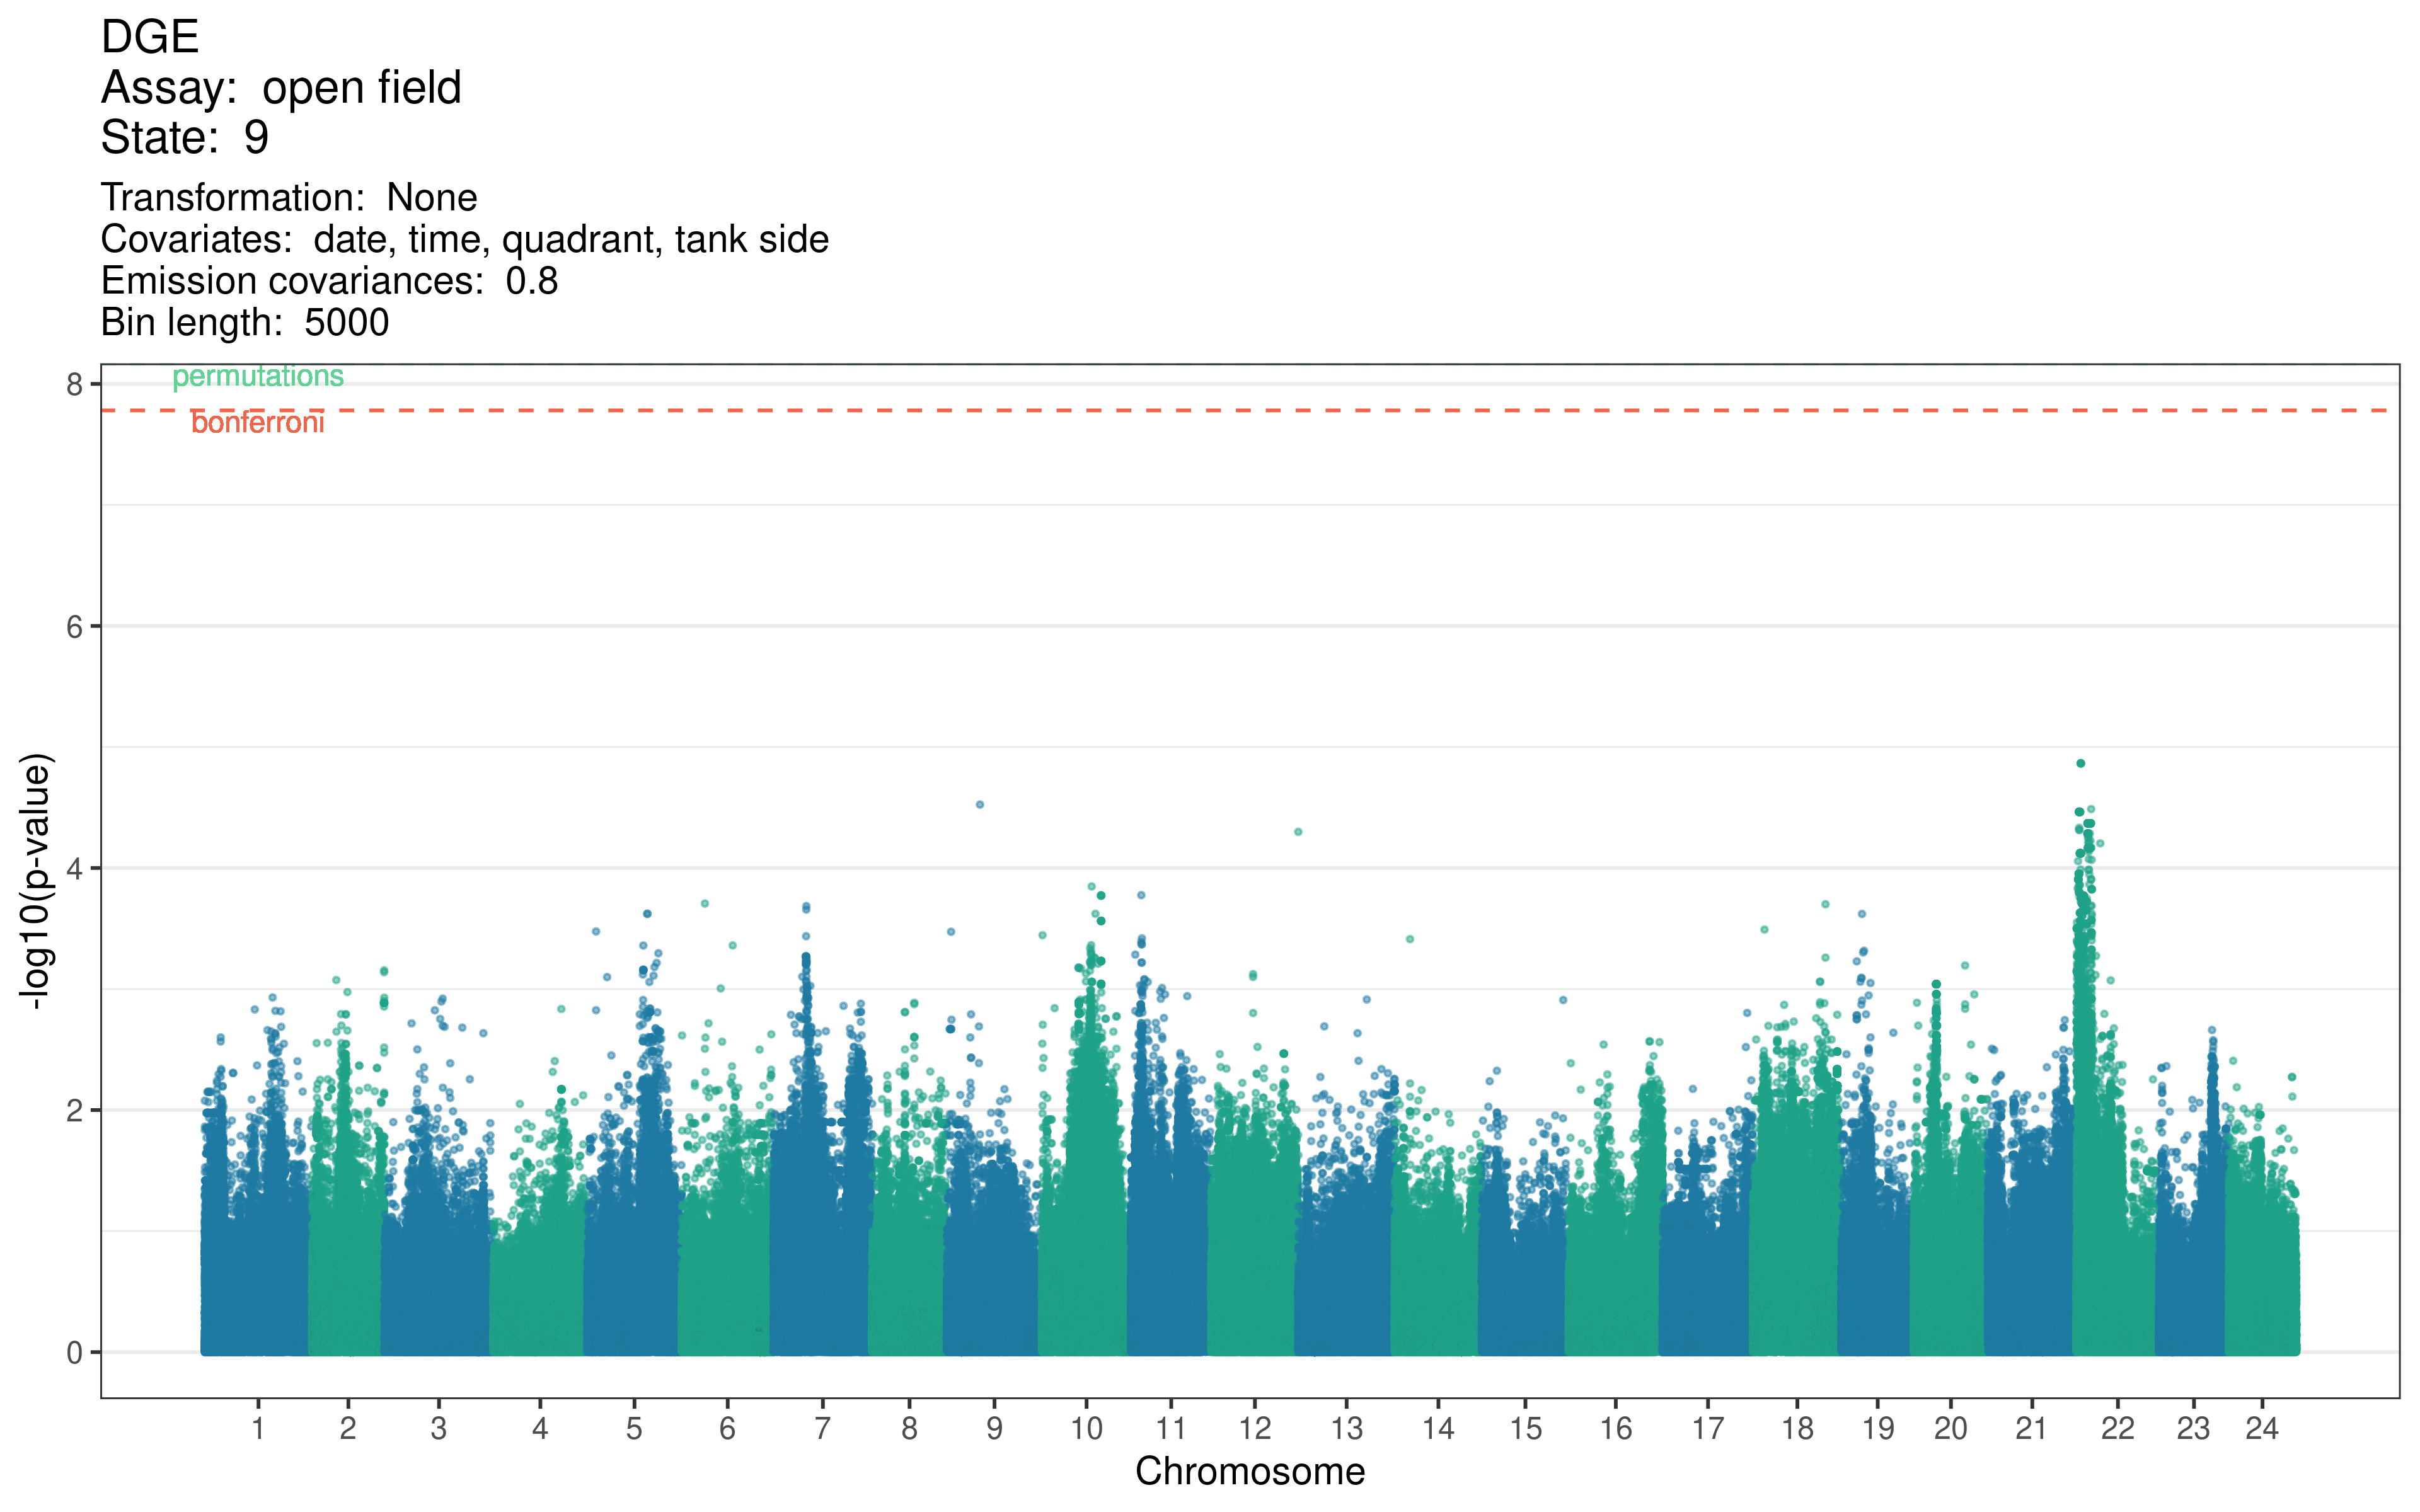 DGE
Assay:  open field
State:  9
Transformation:  None
Covariates:  date, time, quadrant, tank side
Emission covariances:  0.8
Bin length:  5000
permutations
bonferroni
8
6
4
2
0
-log10(p-value)
1 2 3 4 5 6 7 8 9 10 11 12 13 14 15 16 17 18 19 20 21 22 23 24
Chromosome